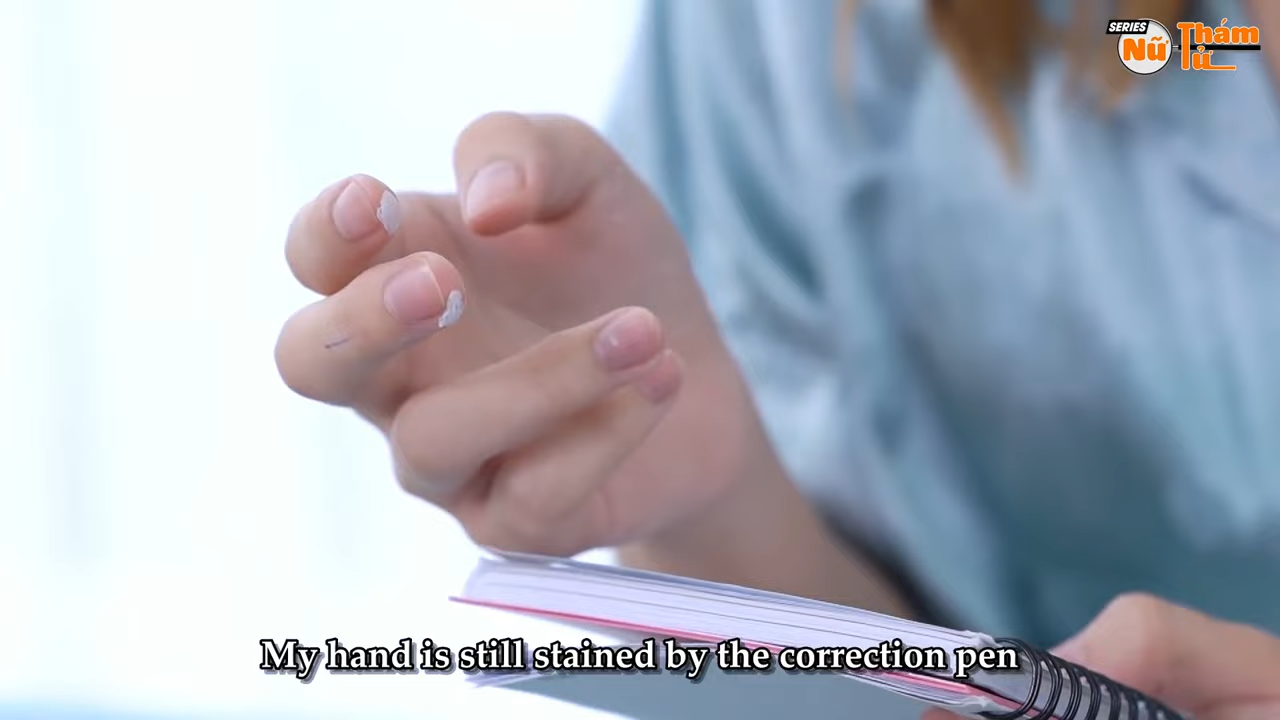 SERIES
Nữ Thám
Tử
My hand is still stained by the correction pen